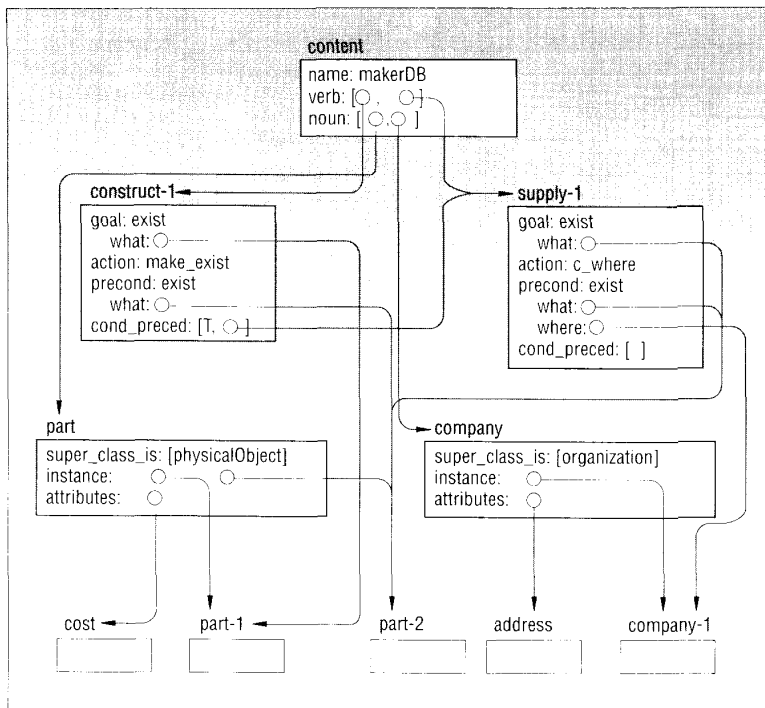 content
name: makerDB
verb: [ , ]
noun: [ , ]
construct-1
goal: exist
what:
action: make_exist
precond: exist
what:
cond_preced: [T, ]
supply-1
goal: exist
what:
action: c_where
precond: exist
what:
where:
cond_preced: [ ]
part
super_class_is: [physicalObject]
instance:
attributes:
company
super_class_is: [organization]
instance:
attributes:
cost
part-1
part-2
address
company-1